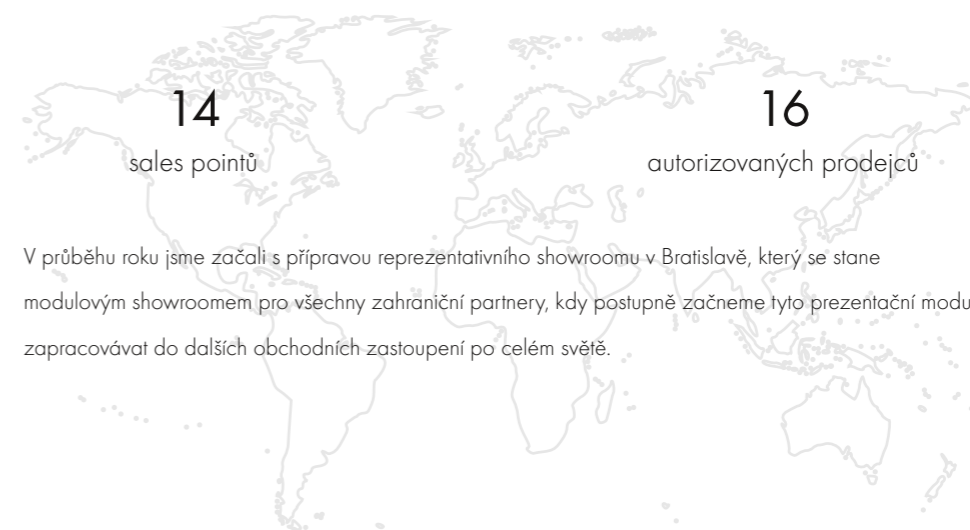 14
sales pointů
16
autorizovaných prodejců
V průběhu roku jsme začali s přípravou reprezentativního showroomu v Bratislavě, který se stane
modulovým showroomem pro všechny zahraniční partnery, kdy postupně začneme tyto prezentační modu
zapracovávat do dalších obchodních zastoupení po celém světě.